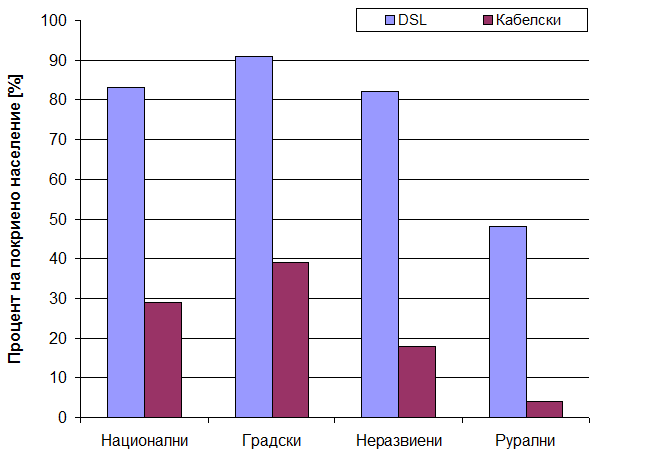 DSL
Кабелски
Процент на покриено население [%]
100
90
80
70
60
50
40
30
20
10
0
Национални
Градски
Неразвиени
Рурални